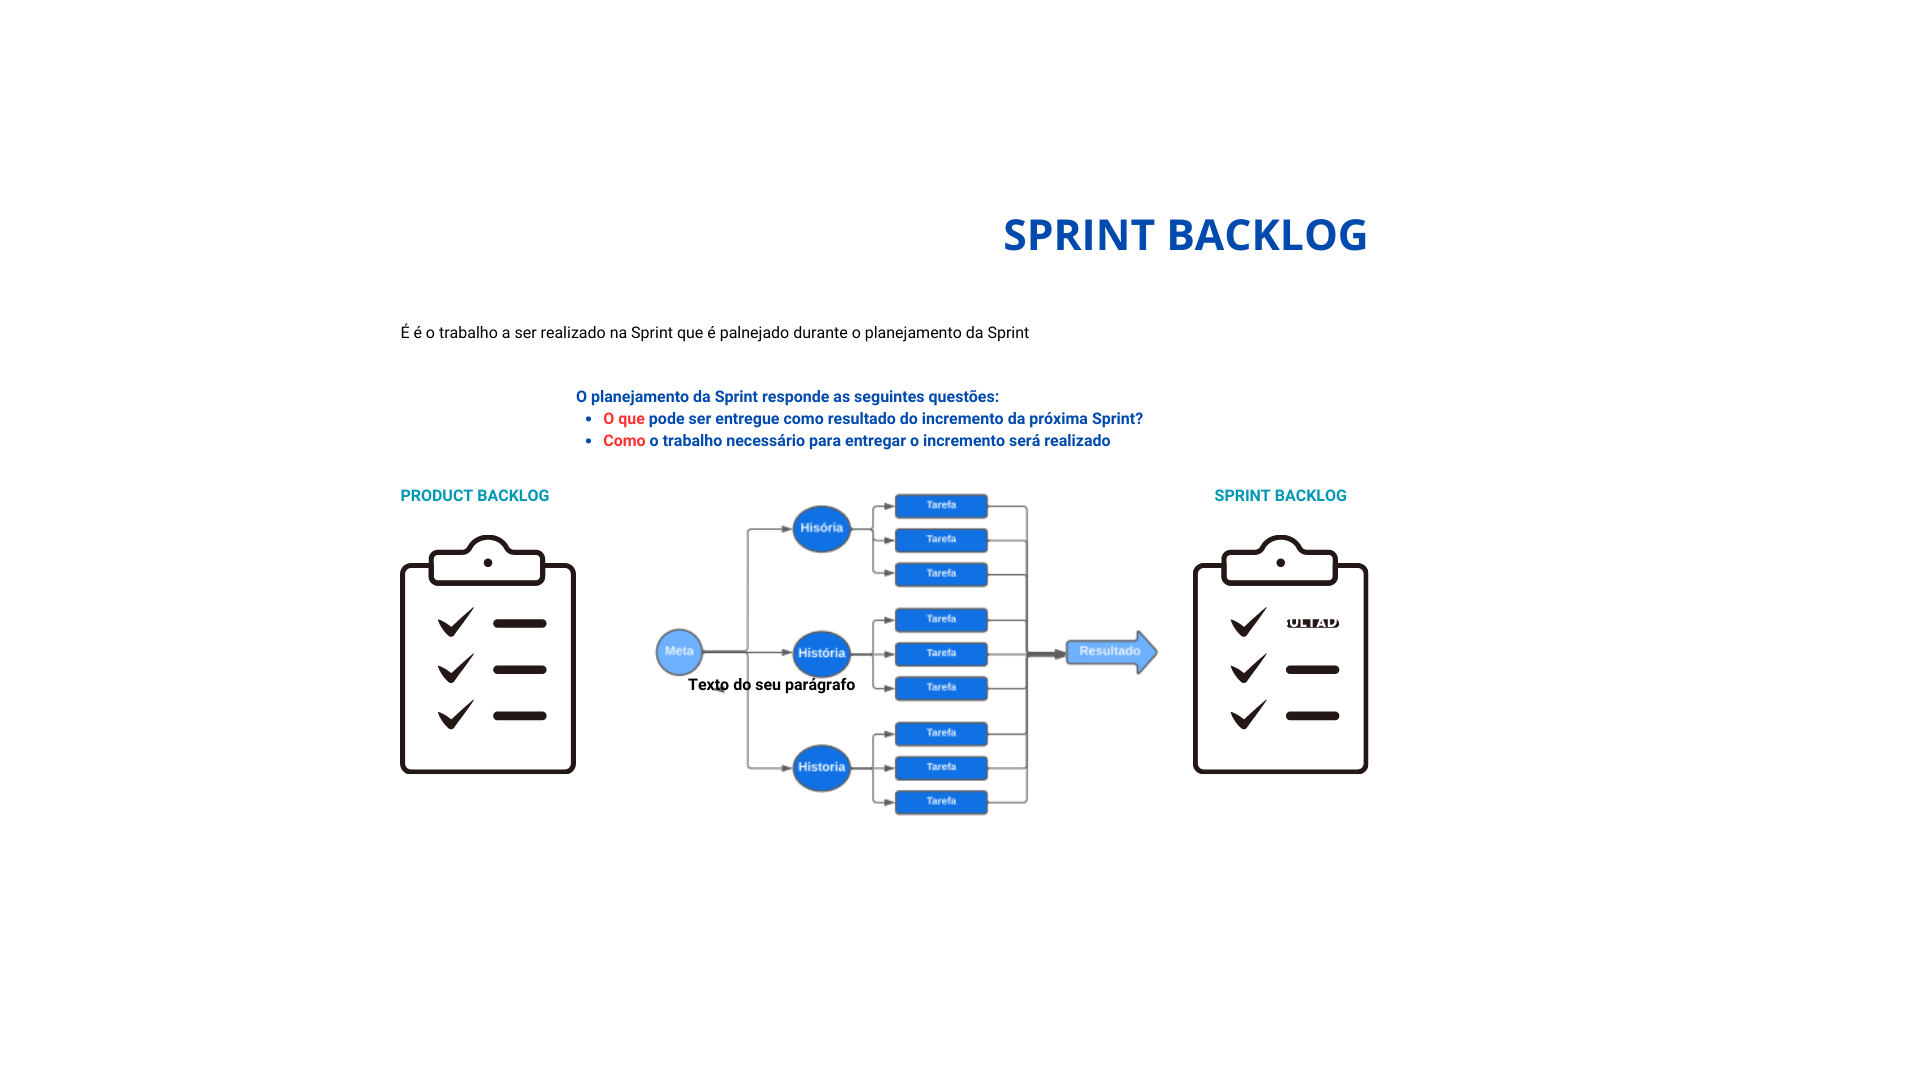 SPRINT BACKLOG
É é o trabalho a ser realizado na Sprint que é palnejado durante o planejamento da Sprint
O planejamento da Sprint responde as seguintes questões:
• O que pode ser entregue como resultado do incremento da próxima Sprint?
• Como o trabalho necessário para entregar o incremento será realizado
PRODUCT BACKLOG
SPRINT BACKLOG
Meta
Hisória
Tarefa
Tarefa
Tarefa
História
Tarefa
Tarefa
Tarefa
Historia
Tarefa
Tarefa
Tarefa
Resultado
Texto do seu parágrafo